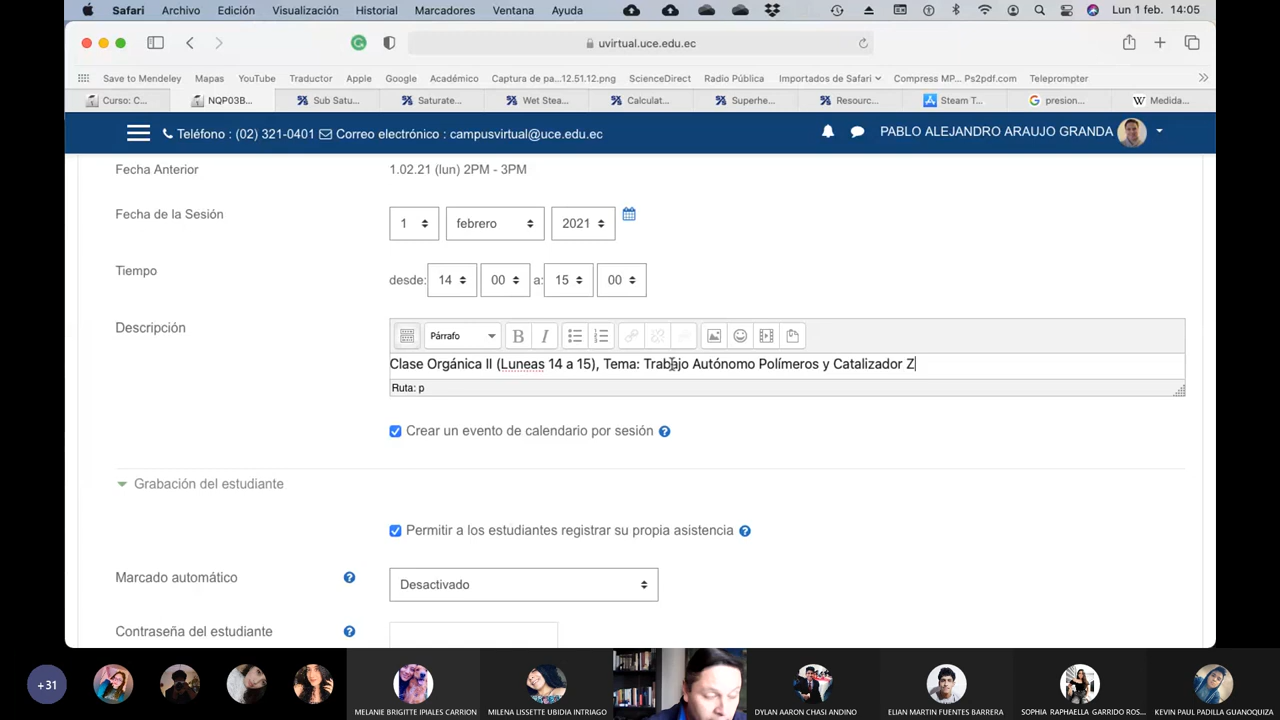 Safari Archivo Edición Visualización Historial Marcadores Ventana Ayuda Lun 1 feb. 14:05
uvirtual.uce.edu.ec
Save to Mendeley Mapas YouTube Traductor Apple Google Académico Captura de pa...12.51.12.png ScienceDirect Radio Pública Importados de Safari Compress MP... Ps2pdf.com Teleprompter
Curso: C... NQP03B... Sub Satu... Saturate... Wet Stea... Calculat... Superhe... Resourc... Steam T... presion... Medida...
Teléfono : (02) 321-0401 Correo electrónico : campusvirtual@uce.edu.ec PABLO ALEJANDRO ARAUJO GRANDA
Fecha Anterior 1.02.21 (lun) 2PM - 3PM
Fecha de la Sesión 1 febrero 2021
Tiempo desde: 14 00 a: 15 00
Descripción Párrafo B I
Clase Orgánica II (Luneas 14 a 15), Tema: Trabajo Autónomo Polímeros y Catalizador Z
Ruta: p
Crear un evento de calendario por sesión
Grabación del estudiante
Permitir a los estudiantes registrar su propia asistencia
Marcado automático Desactivado
Contraseña del estudiante
+31 MELANIE BRIGITTE IPIALES CARRION MILENA LISSETTE UBIDIA INTRIAGO DYLAN AARON CHASI ANDINO ELIAN MARTIN FUENTES BARRERA SOPHIA RAPHAELLA GARRIDO ROS... KEVIN PAUL PADILLA GUANOQUIZA